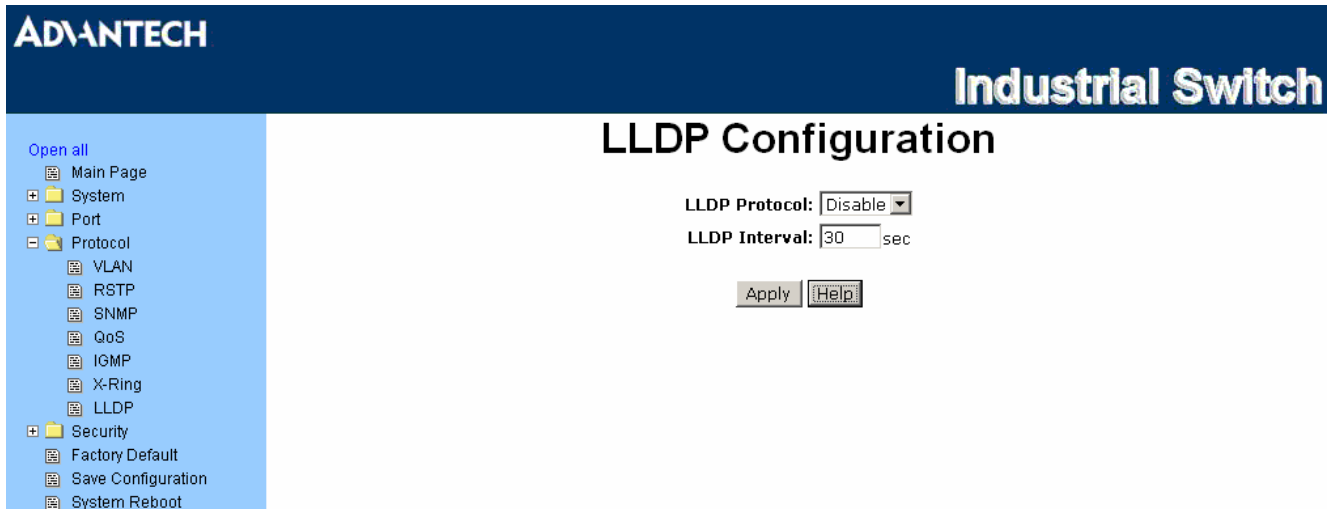 ADVANTECH
Industrial Switch
Open all
Main Page
System
Port
Protocol
VLAN
RSTP
SNMP
QoS
IGMP
X-Ring
LLDP
Security
Factory Default
Save Configuration
System Reboot
LLDP Configuration
LLDP Protocol: Disable
LLDP Interval: 30 sec
Apply Help